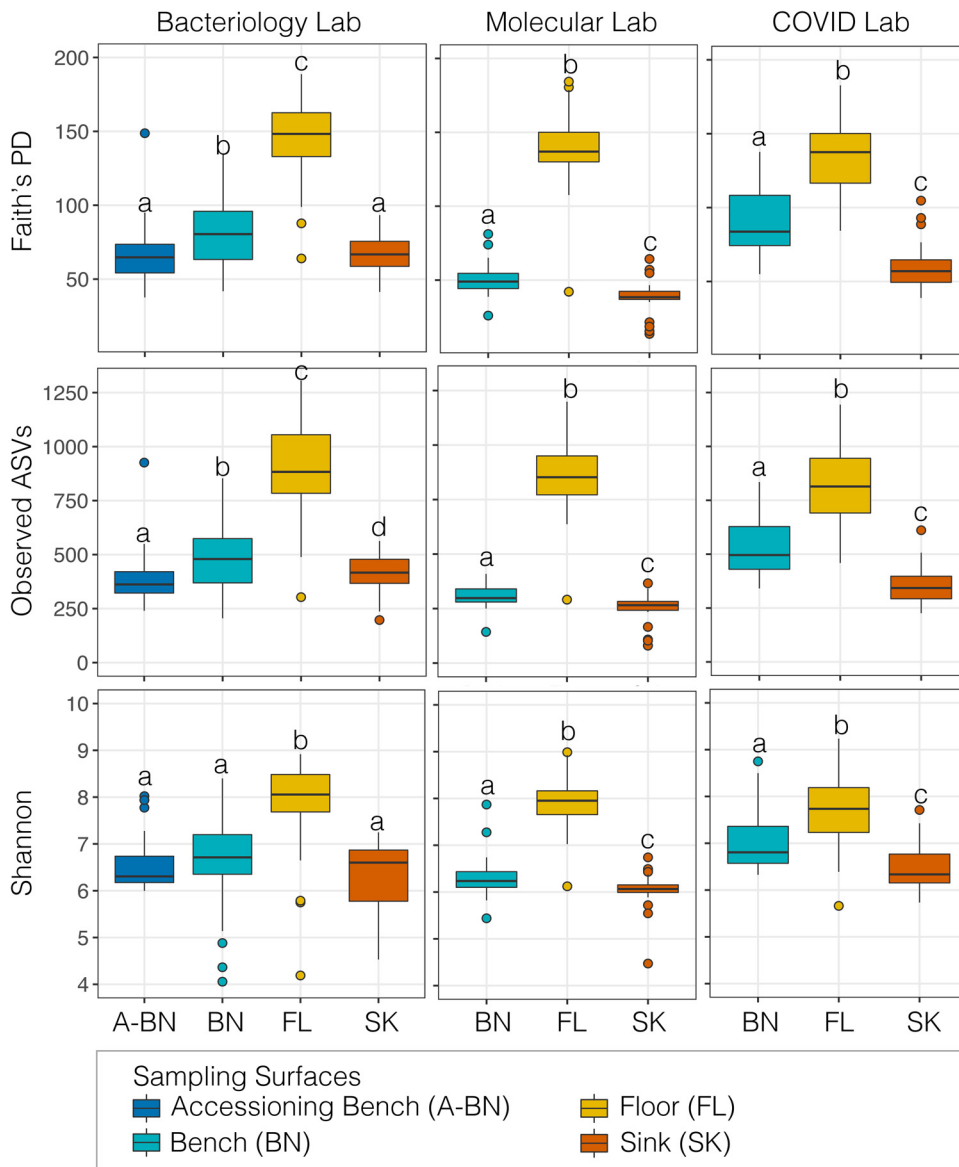 Bacteriology Lab
Molecular Lab
COVID Lab
Faith's PD
200
150
100
50
a
b
c
a
a
b
c
a
b
c
Observed ASVs
1250
1000
750
500
250
0
a
b
c
d
a
b
c
a
b
c
Shannon
10
9
8
7
6
5
4
a
a
b
a
a
b
c
a
b
c
A-BN BN FL SK
BN FL SK
BN FL SK
Sampling Surfaces
Accessioning Bench (A-BN)
Floor (FL)
Bench (BN)
Sink (SK)